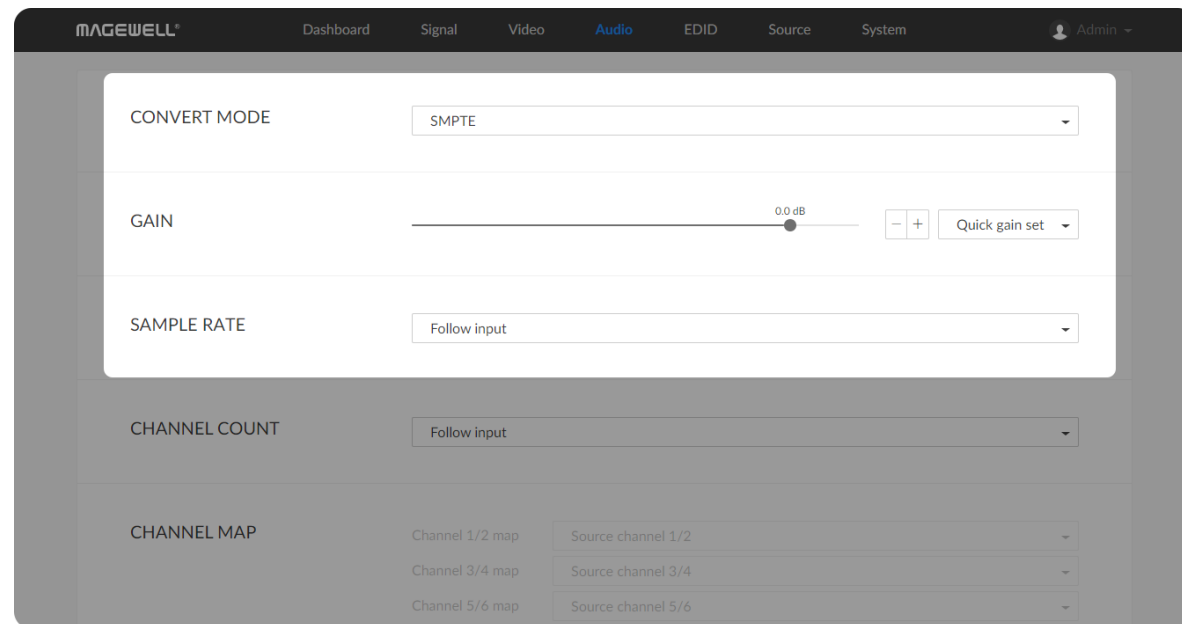 MAGEWELL® Dashboard Signal Video Audio EDID Source System Admin
CONVERT MODE SMPTE
0.0 dB
GAIN − + Quick gain set
SAMPLE RATE Follow input
CHANNEL COUNT Follow input
CHANNEL MAP Channel 1/2 map Source channel 1/2
Channel 3/4 map Source channel 3/4
Channel 5/6 map Source channel 5/6